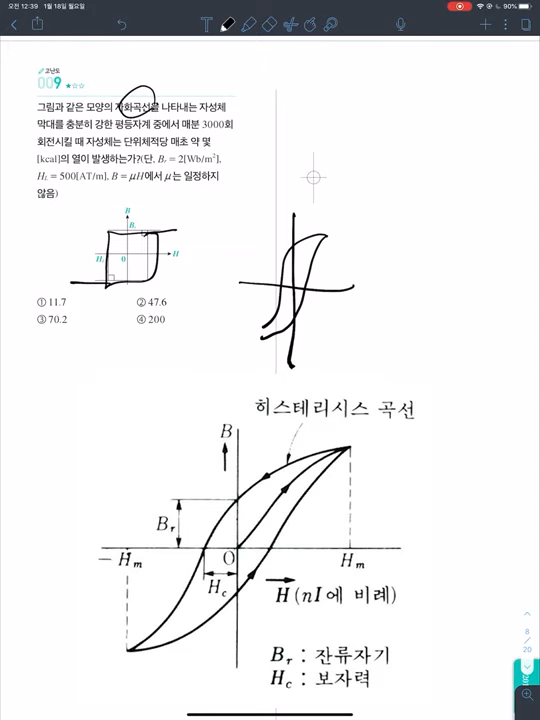 오전 12:39 1월 18일 월요일
90%
고난도
009 ★☆☆
그림과 같은 모양의 자화곡선을 나타내는 자성체
막대를 충분히 강한 평등자계 중에서 매분 3000회
회전시킬 때 자성체는 단위체적당 매초 약 몇
[kcal]의 열이 발생하는가?(단, Br = 2[Wb/m²],
HL = 500[AT/m], B = μH에서 μ는 일정하지
않음)
B
Br
HL 0 H
① 11.7 ② 47.6
③ 70.2 ④ 200
히스테리시스 곡선
B
Br
− Hm O Hm
Hc H (nI에 비례)
Br : 잔류자기
Hc : 보자력
8
/
20